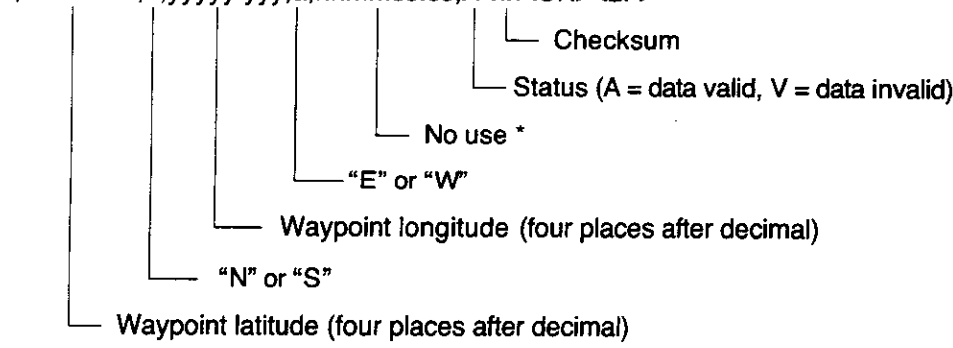 Checksum
Status (A = data valid, V = data invalid)
No use *
"E" or "W"
Waypoint longitude (four places after decimal)
"N" or "S"
Waypoint latitude (four places after decimal)